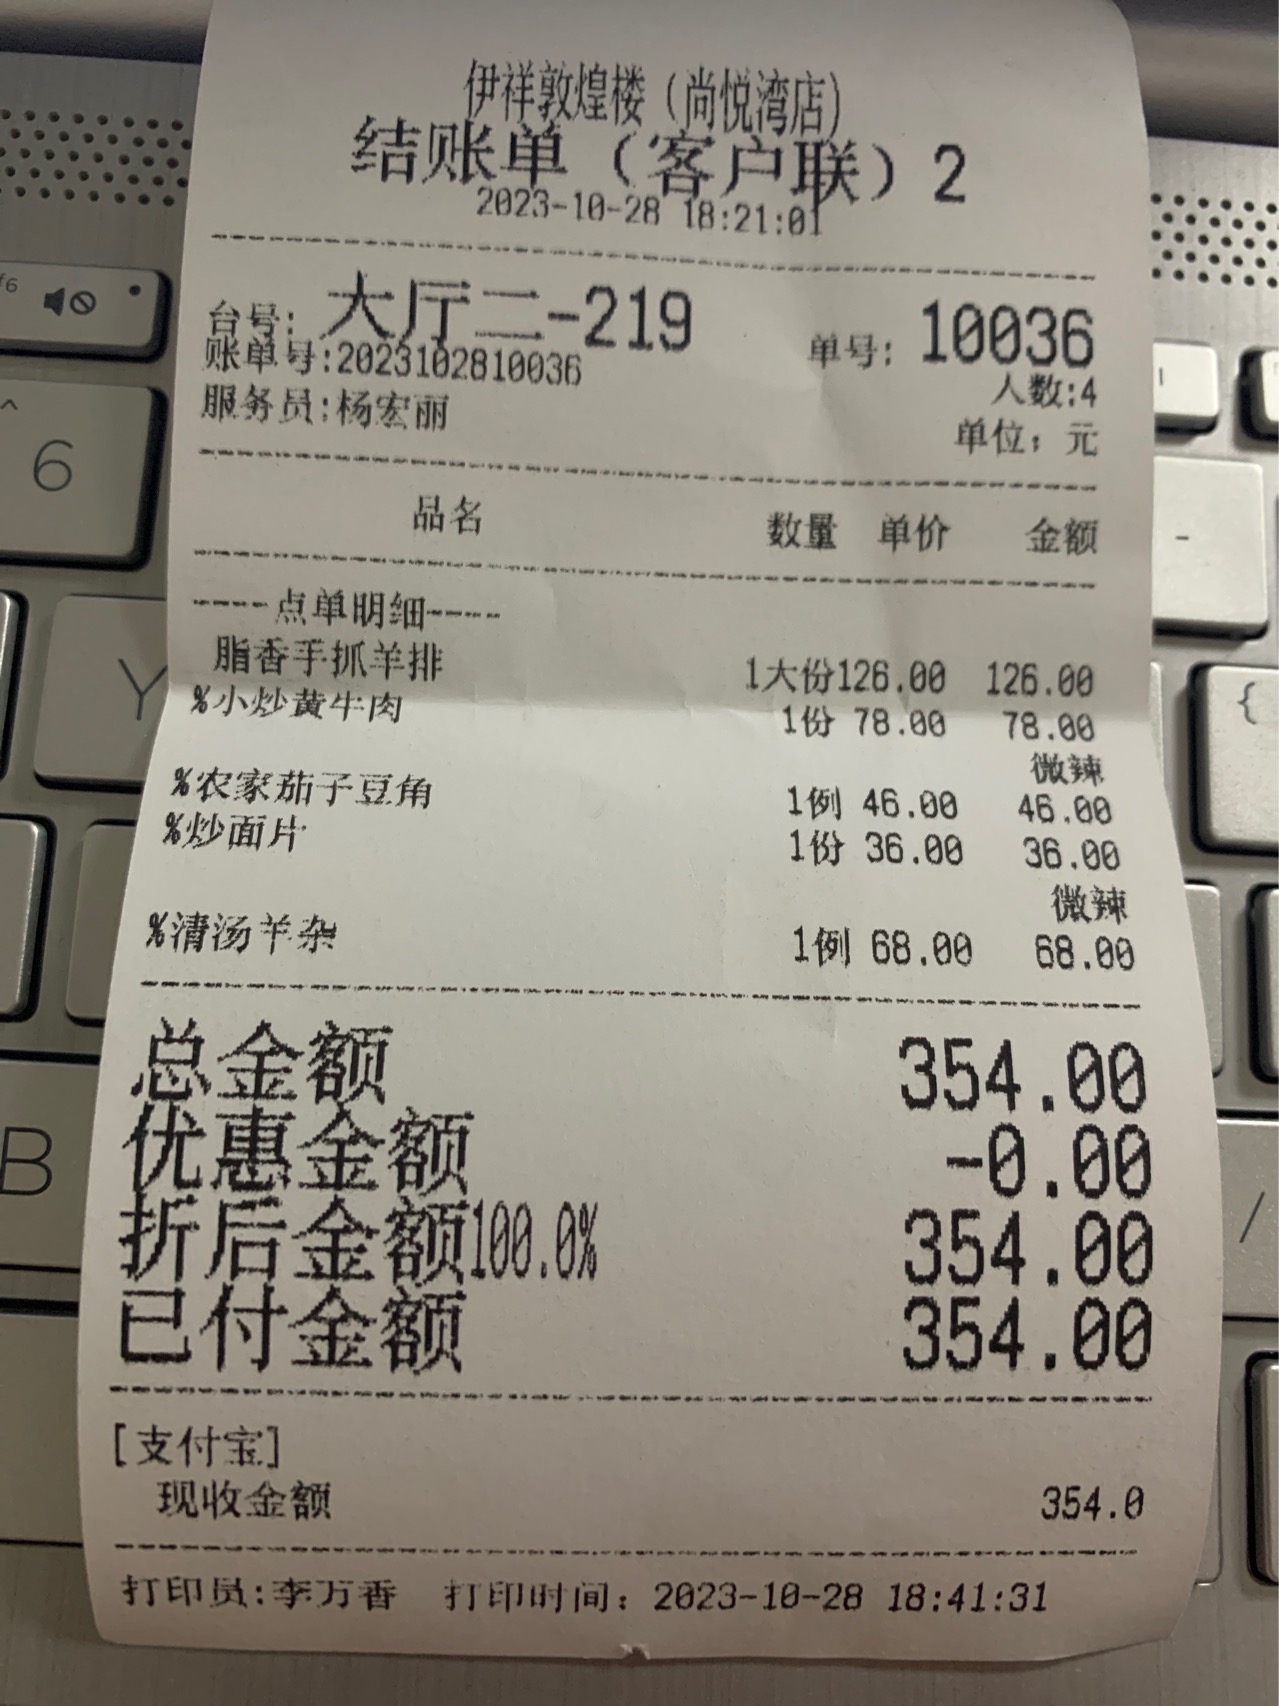 伊祥敦煌楼（尚悦湾店）
结账单（客户联）2
2023-10-28 18:21:01
台号: 大厅二-219 单号: 10036
账单号:2023102810036 人数:4
服务员:杨宏丽 单位：元
品名 数量 单价 金额
-----点单明细-----
脂香手抓羊排 1大份126.00 126.00
%小炒黄牛肉 1份 78.00 78.00
微辣
%农家茄子豆角 1例 46.00 46.00
%炒面片 1份 36.00 36.00
微辣
%清汤羊杂 1例 68.00 68.00
总金额 354.00
优惠金额 -0.00
折后金额100.0% 354.00
已付金额 354.00
[支付宝]
现收金额 354.0
打印员:李万香 打印时间：2023-10-28 18:41:31
f6
^
6
Y
B
-
{
/